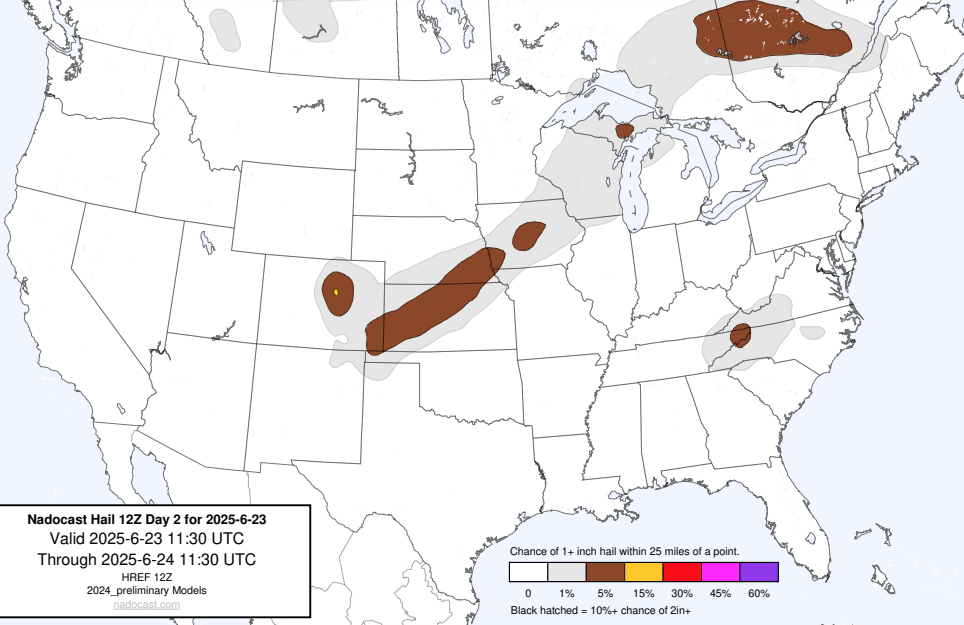 Nadocast Hail 12Z Day 2 for 2025-6-23
Valid 2025-6-23 11:30 UTC
Through 2025-6-24 11:30 UTC
HREF 12Z
2024_preliminary Models
nadocast.com
Chance of 1+ inch hail within 25 miles of a point.
0 1% 5% 15% 30% 45% 60%
Black hatched = 10%+ chance of 2in+